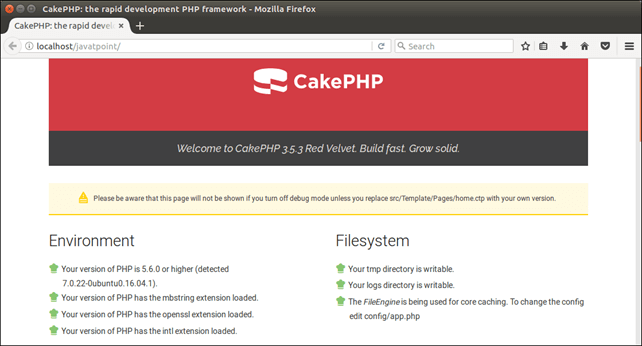 CakePHP: the rapid development PHP framework - Mozilla Firefox
CakePHP: the rapid devel
localhost/javatpoint/
Search
CakePHP
Welcome to CakePHP 3.5.3 Red Velvet. Build fast. Grow solid.
Please be aware that this page will not be shown if you turn off debug mode unless you replace src/Template/Pages/home.ctp with your own version.
Environment
Your version of PHP is 5.6.0 or higher (detected
7.0.22-0ubuntu0.16.04.1).
Your version of PHP has the mbstring extension loaded.
Your version of PHP has the openssl extension loaded.
Your version of PHP has the intl extension loaded.
Filesystem
Your tmp directory is writable.
Your logs directory is writable.
The FileEngine is being used for core caching. To change the config
edit config/app.php